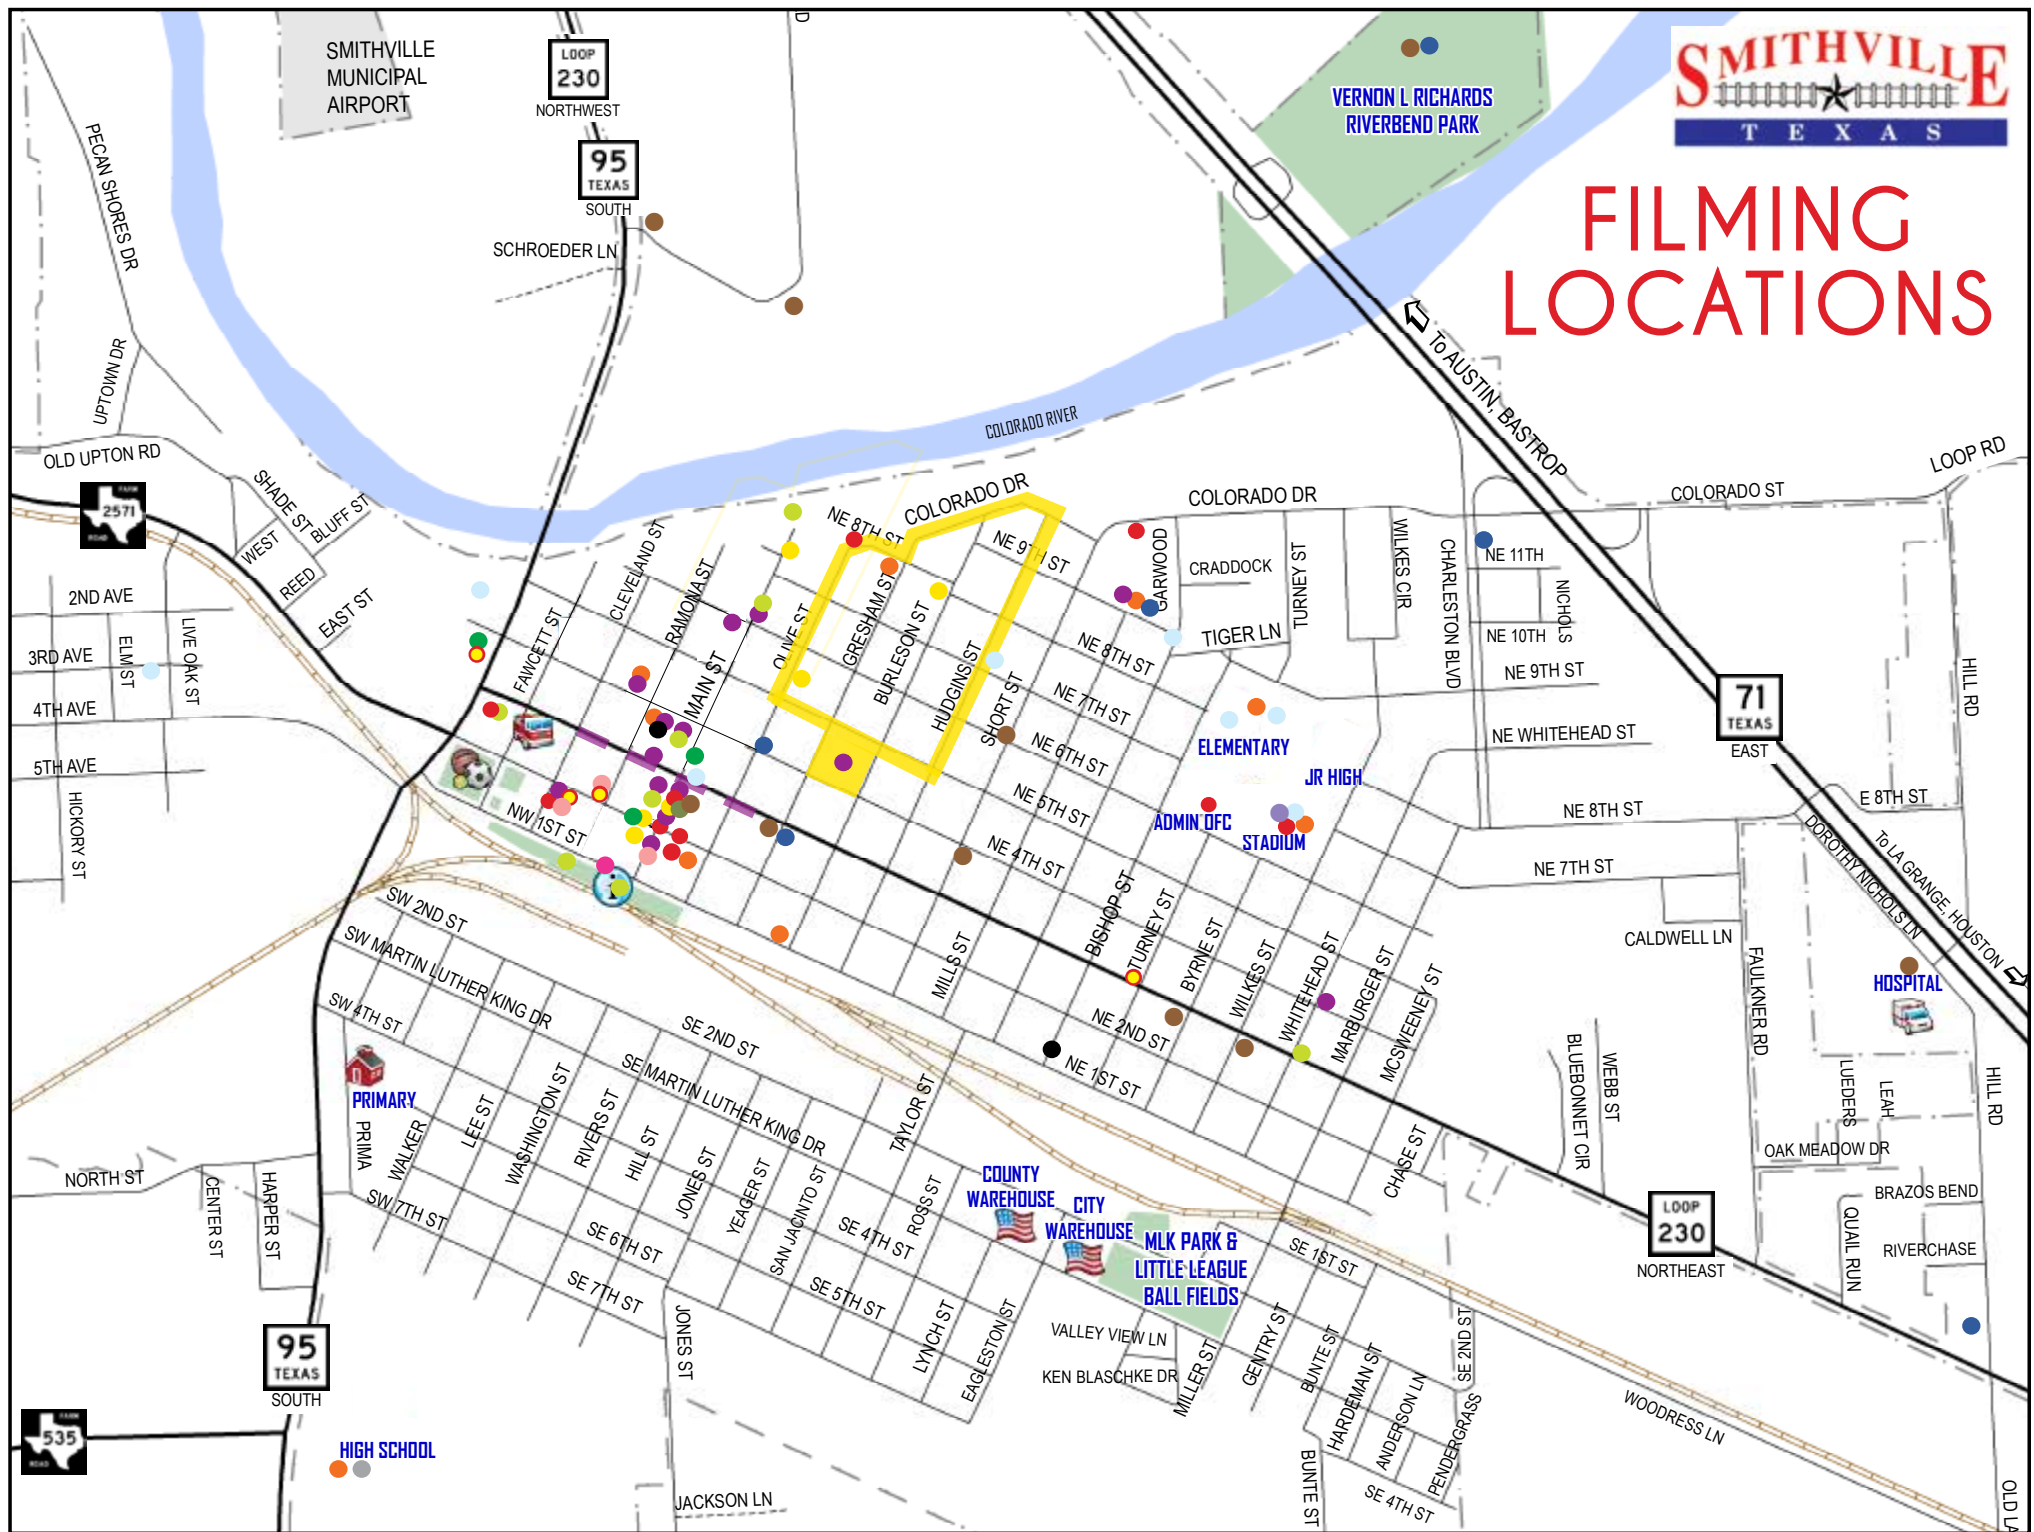 SMITHVILLE
TEXAS
FILMING
LOCATIONS
SMITHVILLE
MUNICIPAL
AIRPORT
LOOP
230
NORTHWEST
95
TEXAS
SOUTH
SCHROEDER LN
D
VERNON L RICHARDS
RIVERBEND PARK
PECAN SHORES DR
UPTOWN DR
OLD UPTON RD
SHADE ST
BLUFF ST
WEST
REED
EAST ST
2571
ROAD
2ND AVE
3RD AVE
4TH AVE
5TH AVE
ELM ST
LIVE OAK ST
HICKORY ST
COLORADO RIVER
To AUSTIN, BASTROP
LOOP RD
COLORADO ST
COLORADO DR
COLORADO DR
NE 8TH ST
NE 9TH ST
FAWCETT ST
CLEVELAND ST
RAMONA ST
MAIN ST
OLIVE ST
GRESHAM ST
BURLESON ST
HUDGINS ST
SHORT ST
GARWOOD
CRADDOCK
TURNEY ST
TIGER LN
WILKES CIR
CHARLESTON BLVD
NE 11TH
NICHOLS
NE 10TH
NE 9TH ST
NE WHITEHEAD ST
NE 8TH ST
NE 7TH ST
NE 6TH ST
NE 5TH ST
NE 4TH ST
ELEMENTARY
JR HIGH
ADMIN OFC
STADIUM
71
TEXAS
EAST
HILL RD
E 8TH ST
NE 8TH ST
NE 7TH ST
DOROTHY NICHOLS LN
To LA GRANGE, HOUSTON
CALDWELL LN
FAULKNER RD
HOSPITAL
NW 1ST ST
SW 2ND ST
SW MARTIN LUTHER KING DR
SW 4TH ST
PRIMARY
PRIMA
WALKER
LEE ST
WASHINGTON ST
RIVERS ST
HILL ST
JONES ST
YEAGER ST
SAN JACINTO ST
TAYLOR ST
ROSS ST
SE 2ND ST
SE MARTIN LUTHER KING DR
MILLS ST
BISHOP ST
TURNEY ST
BYRNE ST
WILKES ST
WHITEHEAD ST
MARBURGER ST
MCSWEENEY ST
NE 2ND ST
NE 1ST ST
CHASE ST
BLUEBONNET CIR
WEBB ST
LUEDERS
LEAH
HILL RD
OAK MEADOW DR
BRAZOS BEND
QUAIL RUN
RIVERCHASE
LOOP
230
NORTHEAST
NORTH ST
CENTER ST
HARPER ST
SW 7TH ST
SE 6TH ST
SE 7TH ST
SE 4TH ST
SE 5TH ST
LYNCH ST
EAGLESTON ST
COUNTY
WAREHOUSE
CITY
WAREHOUSE
MLK PARK &
LITTLE LEAGUE
BALL FIELDS
SE 1ST ST
VALLEY VIEW LN
KEN BLASCHKE DR
MILLER ST
GENTRY ST
BUNTE ST
HARDEMAN ST
ANDERSON LN
PENDERGRASS
SE 2ND ST
SE 4TH ST
BUNTE ST
WOODRESS LN
95
TEXAS
SOUTH
535
ROAD
HIGH SCHOOL
JONES ST
JACKSON LN
OLD LA